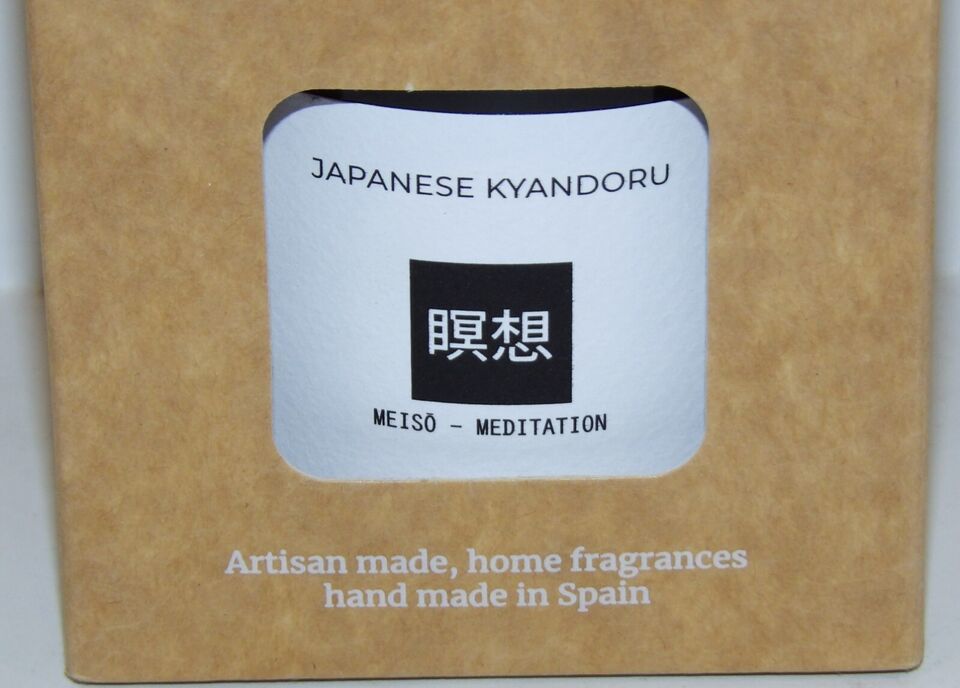 JAPANESE KYANDORU
瞑想
MEISŌ – MEDITATION
Artisan made, home fragrances
hand made in Spain